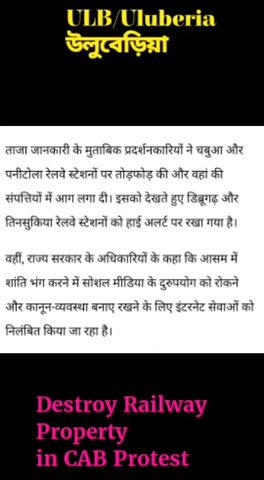 ULB/Uluberia
উলুবেড়িয়া
ताजा जानकारी के मुताबिक प्रदर्शनकारियों ने चबुआ और
पनीटोला रेलवे स्टेशनों पर तोड़फोड़ की और वहां की
संपत्तियों में आग लगा दी। इसको देखते हुए डिब्रूगढ़ और
तिनसुकिया रेलवे स्टेशनों को हाई अलर्ट पर रखा गया है।
वहीं, राज्य सरकार के अधिकारियों के कहा कि आसम में
शांति भंग करने में सोशल मीडिया के दुरुपयोग को रोकने
और कानून-व्यवस्था बनाए रखने के लिए इंटरनेट सेवाओं को
निलंबित किया जा रहा है।
Destroy Railway
Property
in CAB Protest